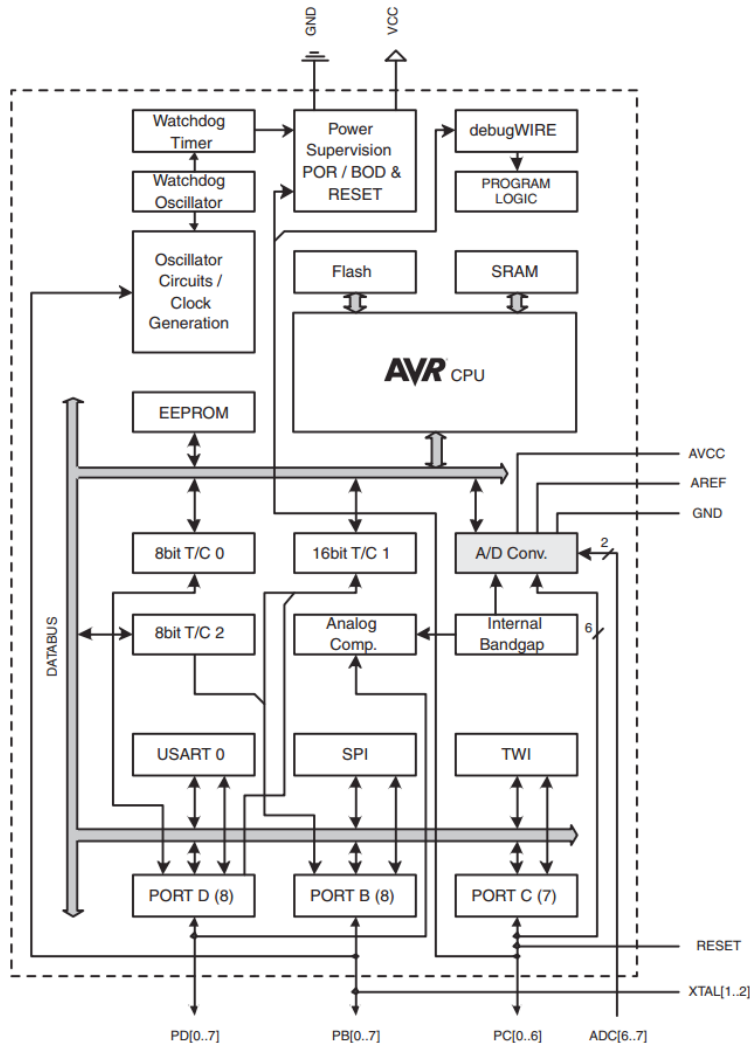 GND
VCC
Watchdog
Timer
Power
Supervision
POR / BOD &
RESET
debugWIRE
Watchdog
Oscillator
PROGRAM
LOGIC
Oscillator
Circuits /
Clock
Generation
Flash
SRAM
AVR CPU
EEPROM
AVCC
AREF
GND
8bit T/C 0
16bit T/C 1
A/D Conv.
2
DATABUS
8bit T/C 2
Analog
Comp.
Internal
Bandgap
6
USART 0
SPI
TWI
PORT D (8)
PORT B (8)
PORT C (7)
RESET
XTAL[1..2]
PD[0..7]
PB[0..7]
PC[0..6]
ADC[6..7]